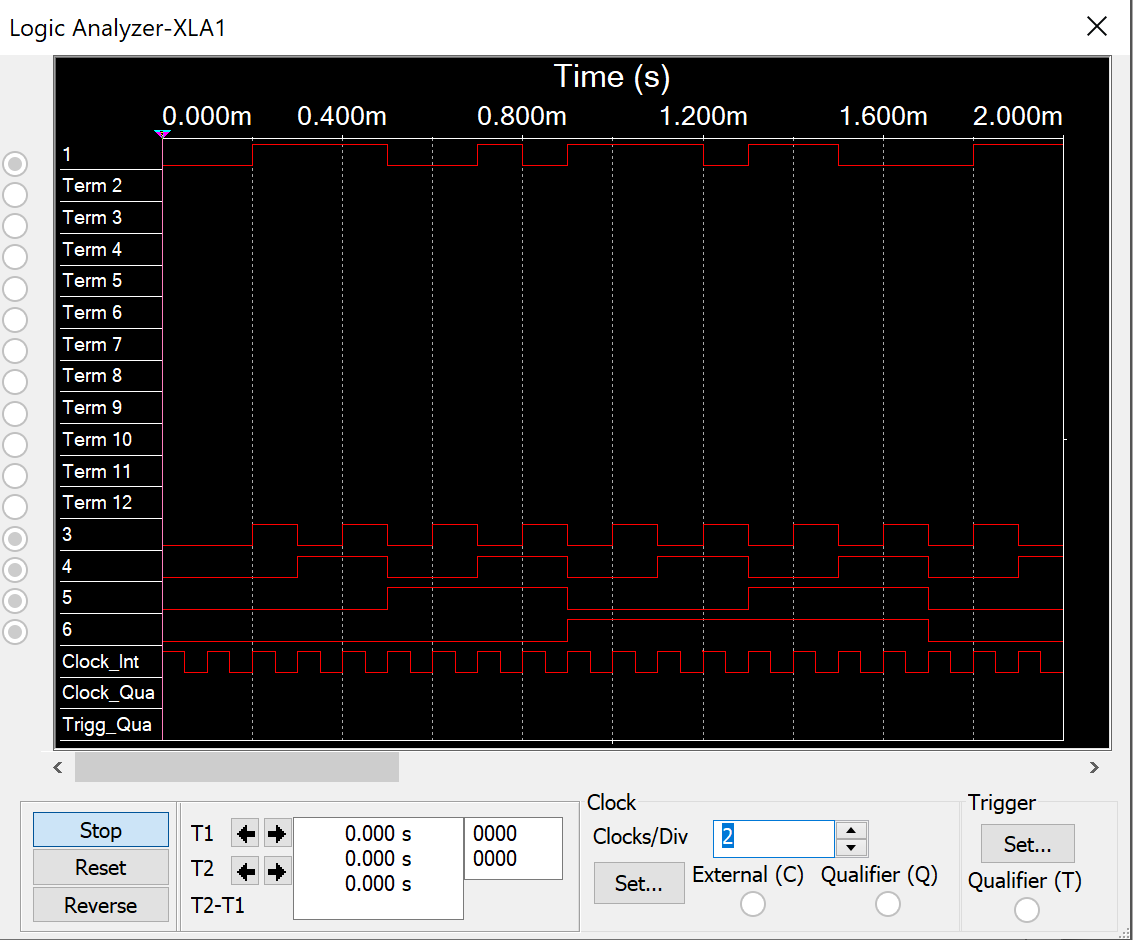 Logic Analyzer-XLA1
Time (s)
0.000m 0.400m 0.800m 1.200m 1.600m 2.000m
1
Term 2
Term 3
Term 4
Term 5
Term 6
Term 7
Term 8
Term 9
Term 10
Term 11
Term 12
3
4
5
6
Clock_Int
Clock_Qua
Trigg_Qua
Stop
Reset
Reverse
T1
T2
T2-T1
0.000 s 0000
0.000 s 0000
0.000 s
Clock
Clocks/Div 2
Set... External (C) Qualifier (Q)
Trigger
Set...
Qualifier (T)